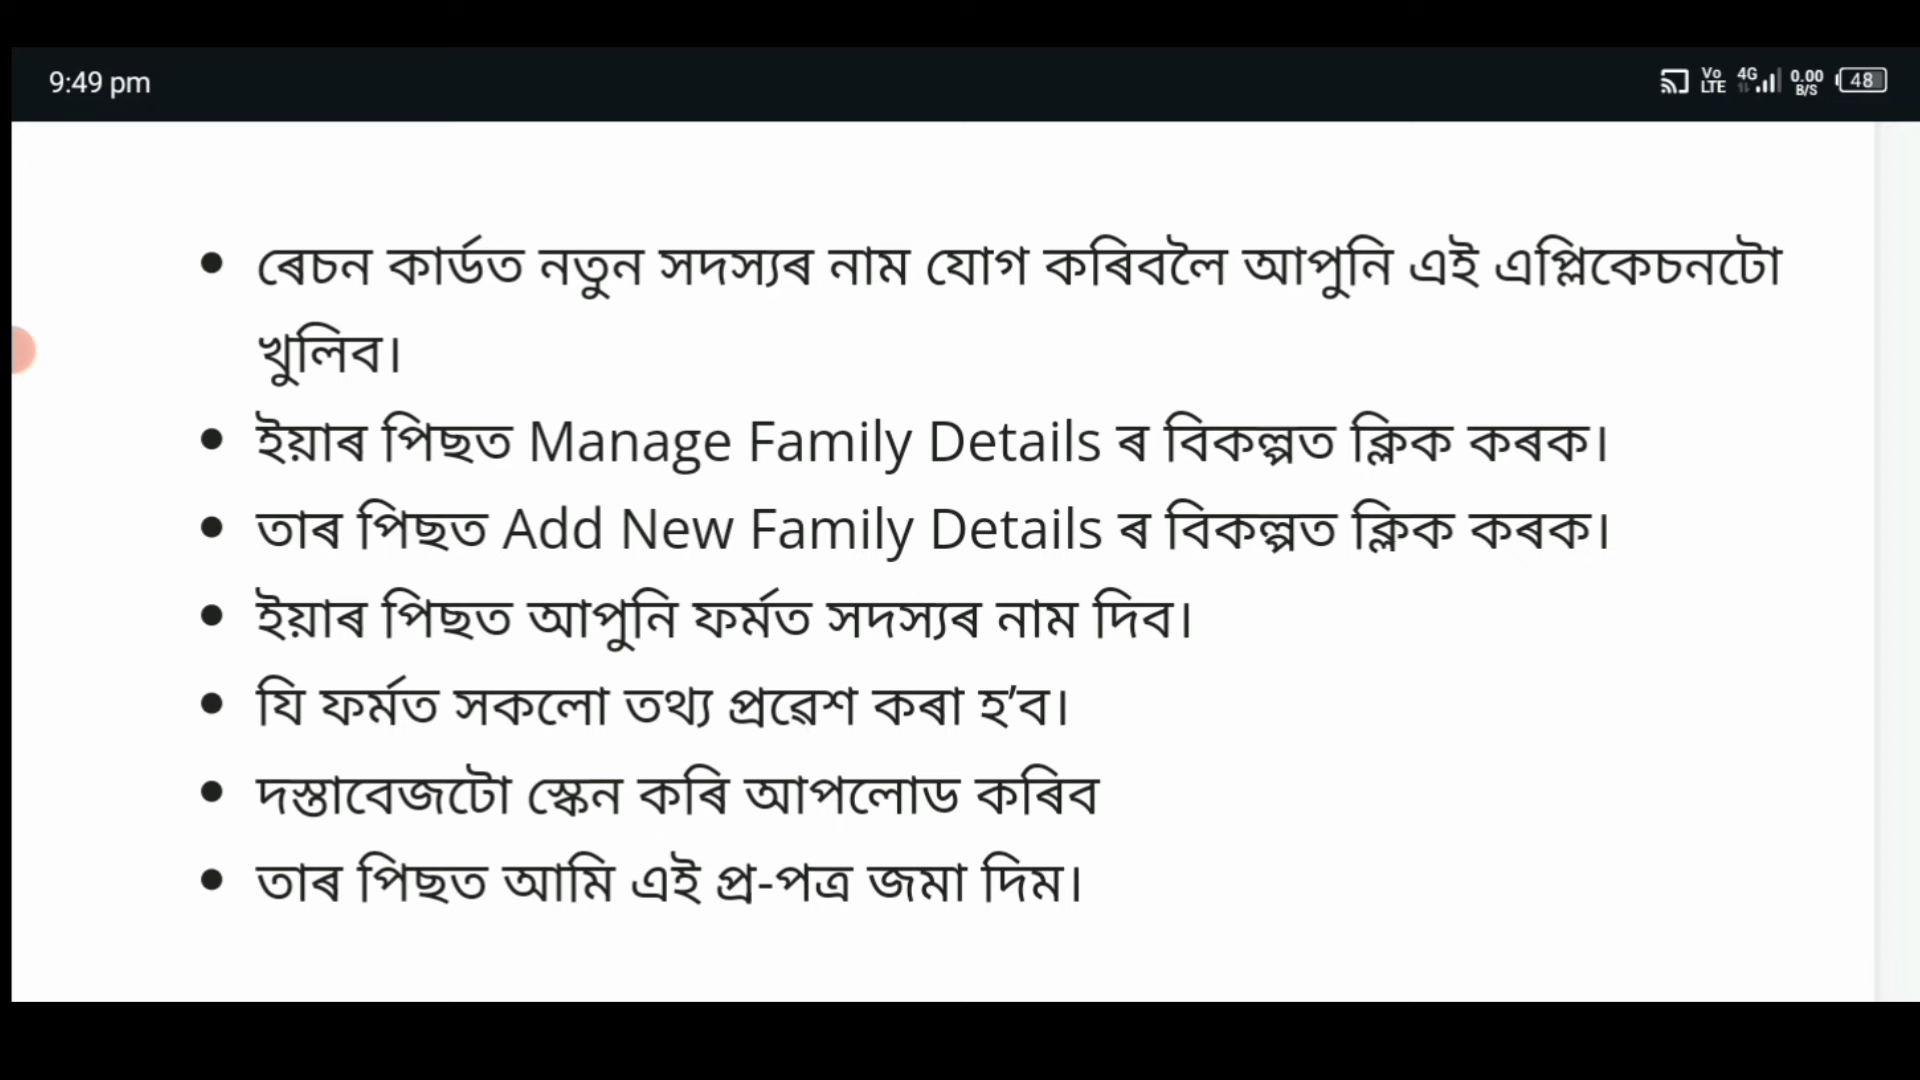 9:49 pm
Vo LTE 4G 0.00 B/S 48
• ৰেচন কাৰ্ডত নতুন সদস্যৰ নাম যোগ কৰিবলৈ আপুনি এই এপ্লিকেচনটো
খুলিব।
• ইয়াৰ পিছত Manage Family Details ৰ বিকল্পত ক্লিক কৰক।
• তাৰ পিছত Add New Family Details ৰ বিকল্পত ক্লিক কৰক।
• ইয়াৰ পিছত আপুনি ফৰ্মত সদস্যৰ নাম দিব।
• যি ফৰ্মত সকলো তথ্য প্ৰৱেশ কৰা হ’ব।
• দস্তাবেজটো স্কেন কৰি আপলোড কৰিব
• তাৰ পিছত আমি এই প্ৰ-পত্ৰ জমা দিম।